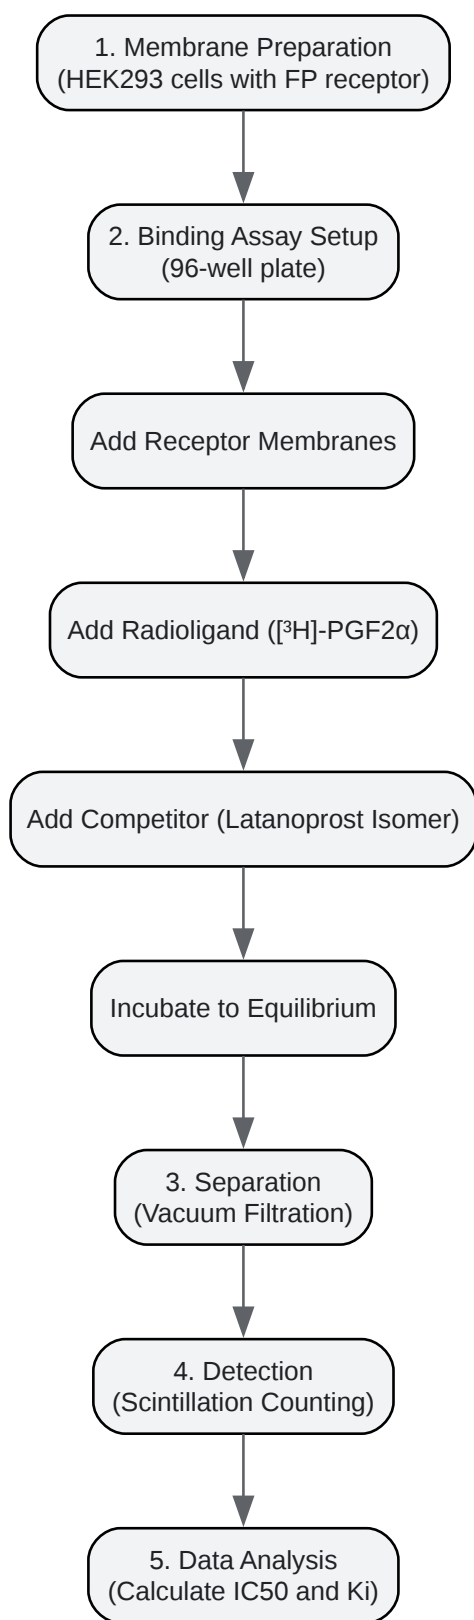 1. Membrane Preparation
(HEK293 cells with FP receptor)
2. Binding Assay Setup
(96-well plate)
Add Receptor Membranes
Add Radioligand ([³H]-PGF2α)
Add Competitor (Latanoprost Isomer)
Incubate to Equilibrium
3. Separation
(Vacuum Filtration)
4. Detection
(Scintillation Counting)
5. Data Analysis
(Calculate IC50 and Ki)